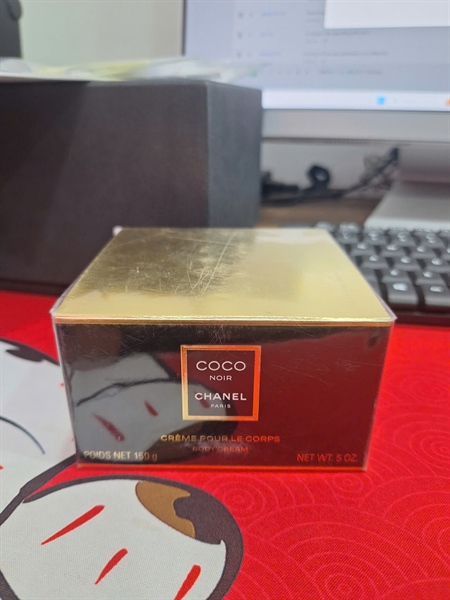 COCO
NOIR
CHANEL
PARIS
CRÈME POUR LE CORPS
BODY CREAM
POIDS NET 150 g
NET WT. 5 OZ.